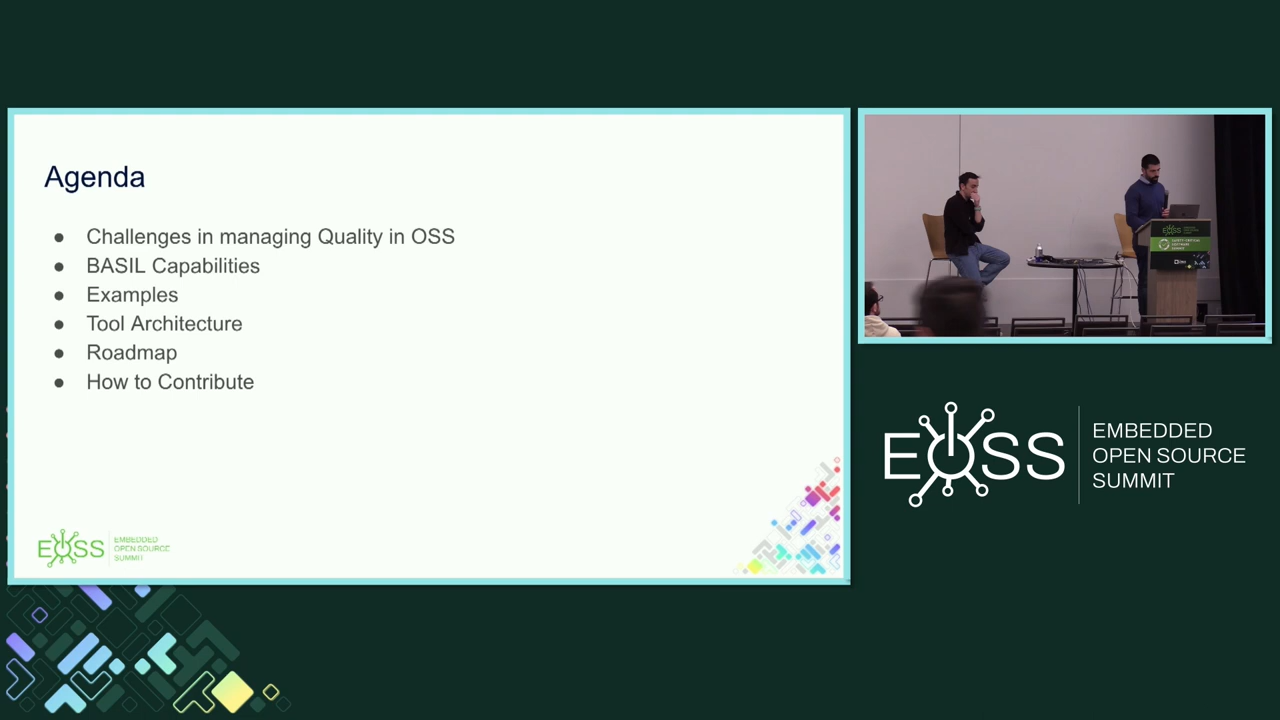 Agenda
● Challenges in managing Quality in OSS
● BASIL Capabilities
● Examples
● Tool Architecture
● Roadmap
● How to Contribute
EOSS
EMBEDDED
OPEN SOURCE
SUMMIT
EOSS
EMBEDDED
OPEN SOURCE
SUMMIT